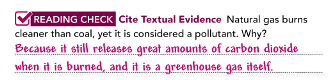 READING CHECK Cite Textual Evidence Natural gas burns
cleaner than coal, yet it is considered a pollutant. Why?
Because it still releases great amounts of carbon dioxide
when it is burned, and it is a greenhouse gas itself.